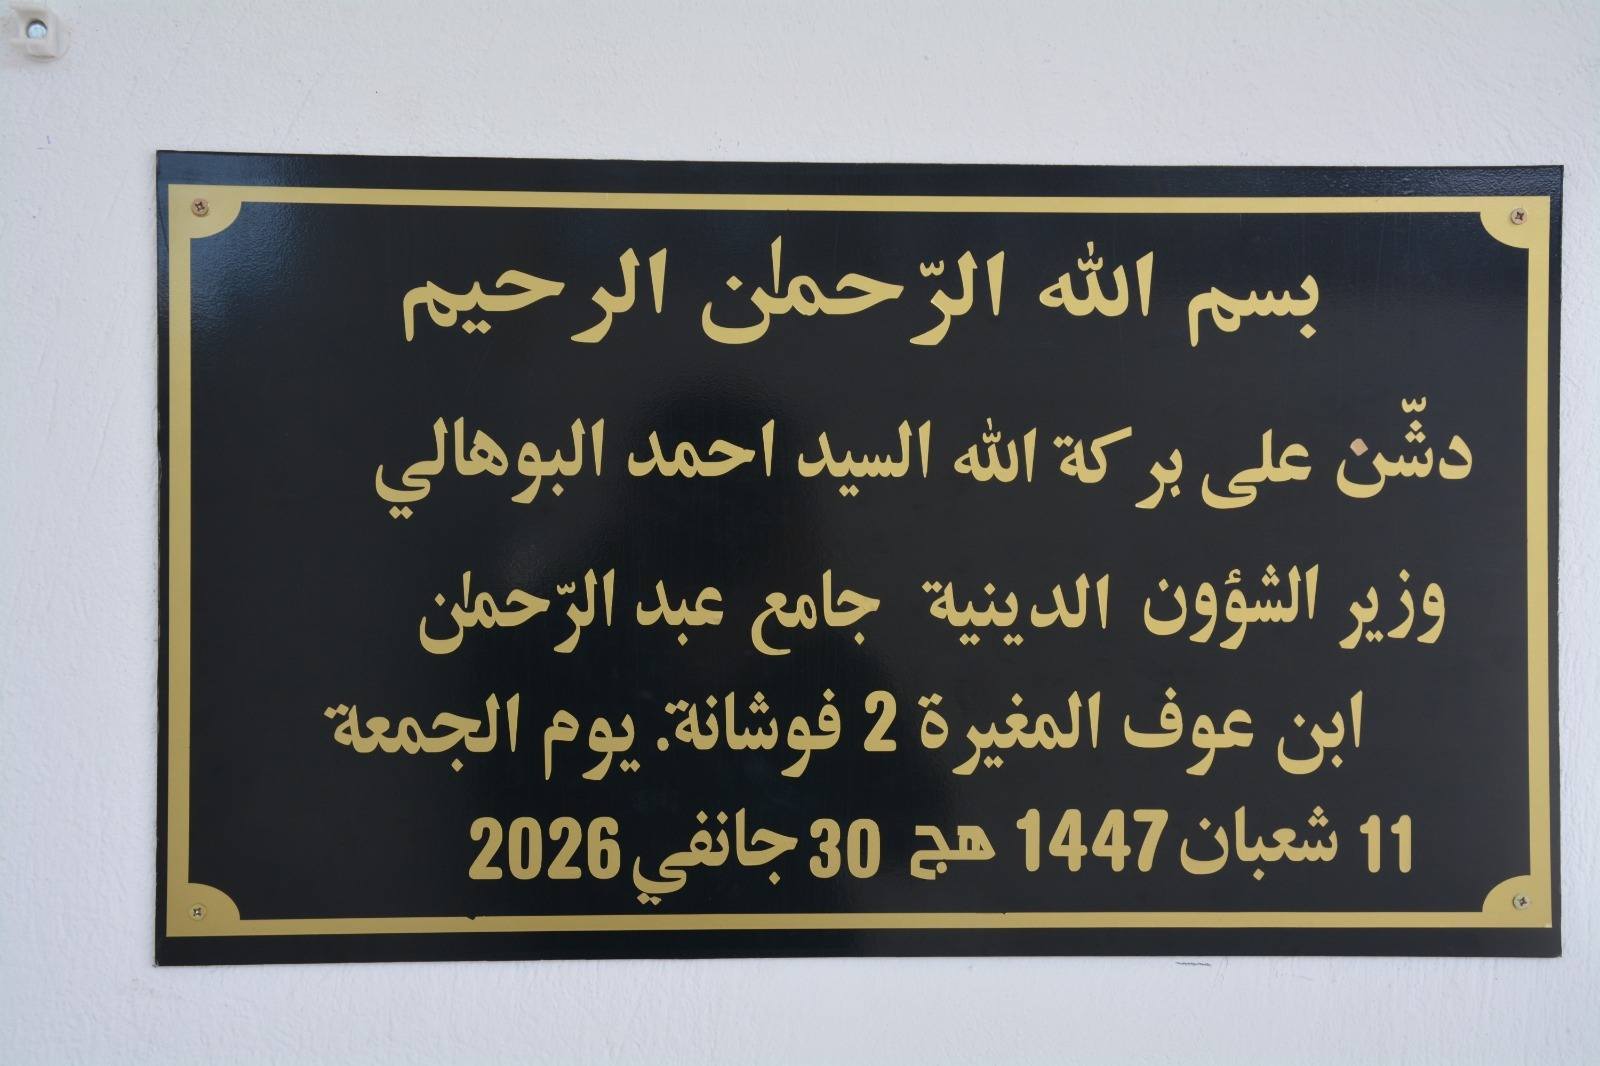 بسم الله الرّحمان الرحيم
دشّن على بركة الله السيد احمد البوهالي
وزير الشؤون الدينية جامع عبد الرّحمان
ابن عوف المغيرة 2 فوشانة. يوم الجمعة
11 شعبان 1447 هج 30 جانفي 2026